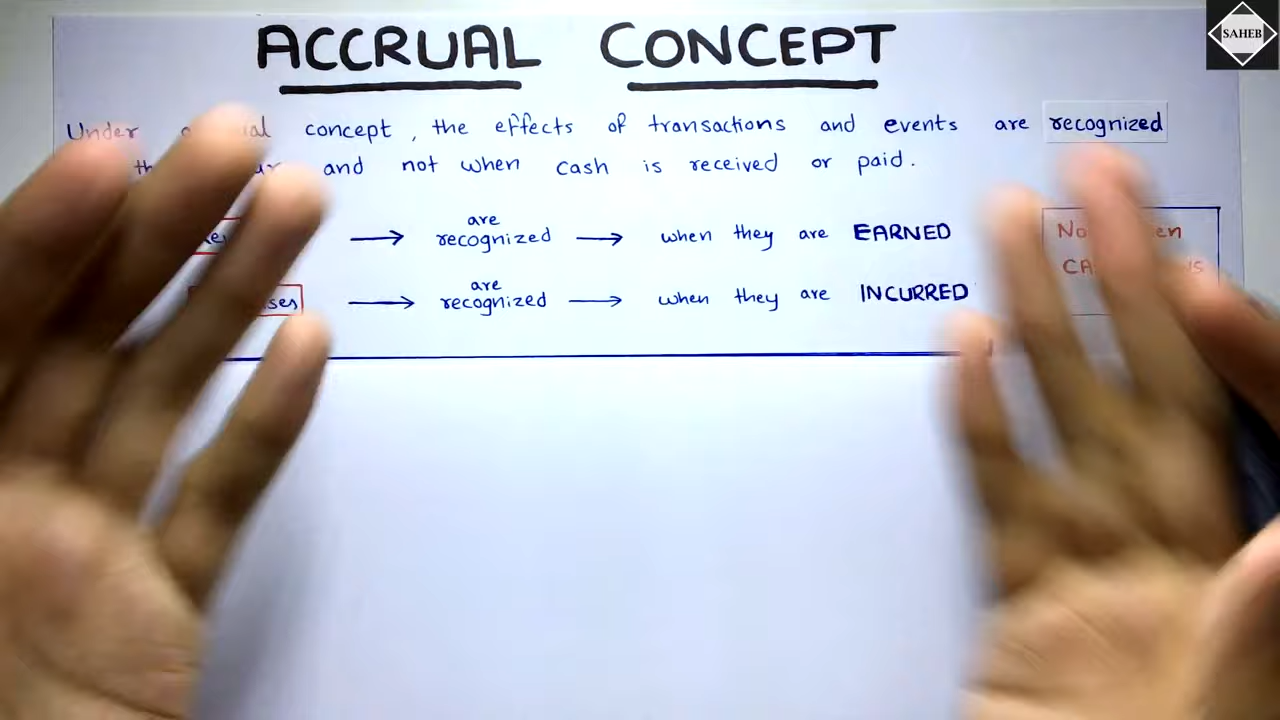 SAHEB
ACCRUAL CONCEPT
Under concept , the effects of transactions and events are recognized
and not when cash is received or paid.
are
recognized when they are EARNED
are
recognized when they are INCURRED